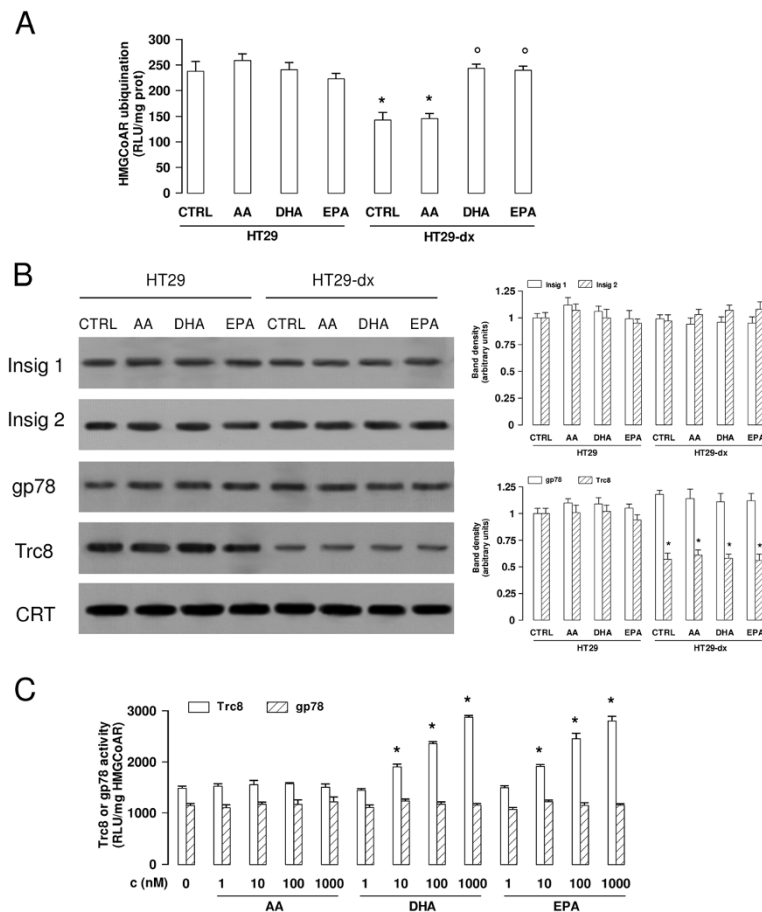 A
HMGCoAR ubiquination
(RLU/mg prot)
300
250
200
150
100
50
0
* * ° °
CTRL AA DHA EPA CTRL AA DHA EPA
HT29 HT29-dx
B
HT29 HT29-dx
CTRL AA DHA EPA CTRL AA DHA EPA
Insig 1
Insig 2
gp78
Trc8
CRT
Insig 1 Insig 2
Band density
(arbitrary units)
1.25
1
0.75
0.5
0.25
0
CTRL AA DHA EPA CTRL AA DHA EPA
HT29 HT29-dx
gp78 Trc8
Band density
(arbitrary units)
1.25
1
0.75
0.5
0.25
0
* * * *
CTRL AA DHA EPA CTRL AA DHA EPA
HT29 HT29-dx
C
Trc8 gp78
Trc8 or gp78 activity
(RLU/mg HMGCoAR)
3000
2000
1000
0
* * * * * *
c (nM) 0 1 10 100 1000 1 10 100 1000 1 10 100 1000
AA DHA EPA